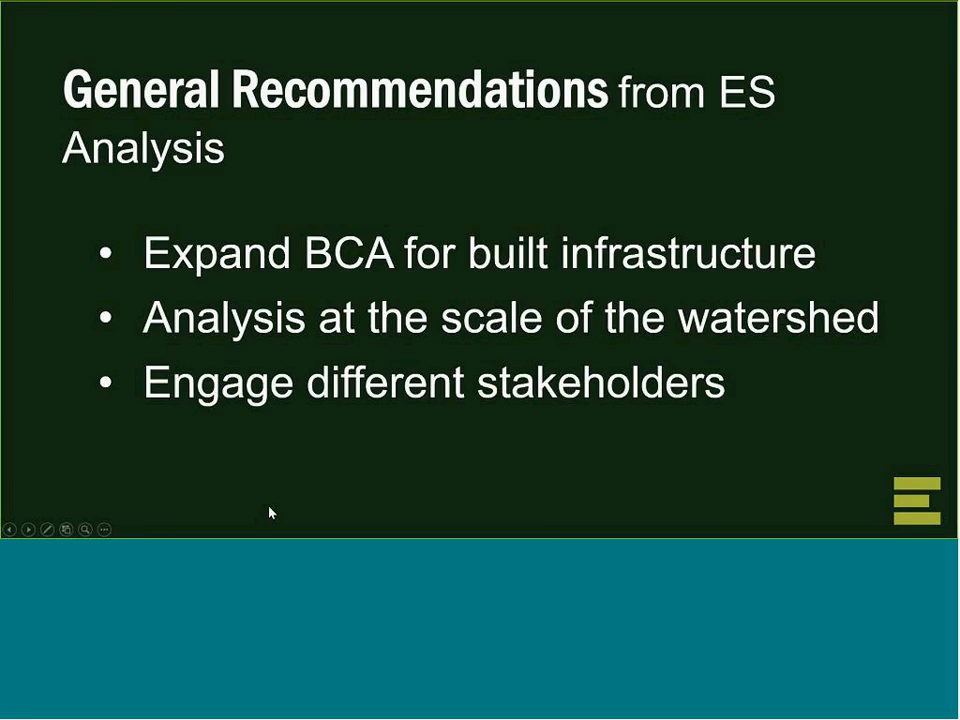 General Recommendations from ES
Analysis
• Expand BCA for built infrastructure
• Analysis at the scale of the watershed
• Engage different stakeholders